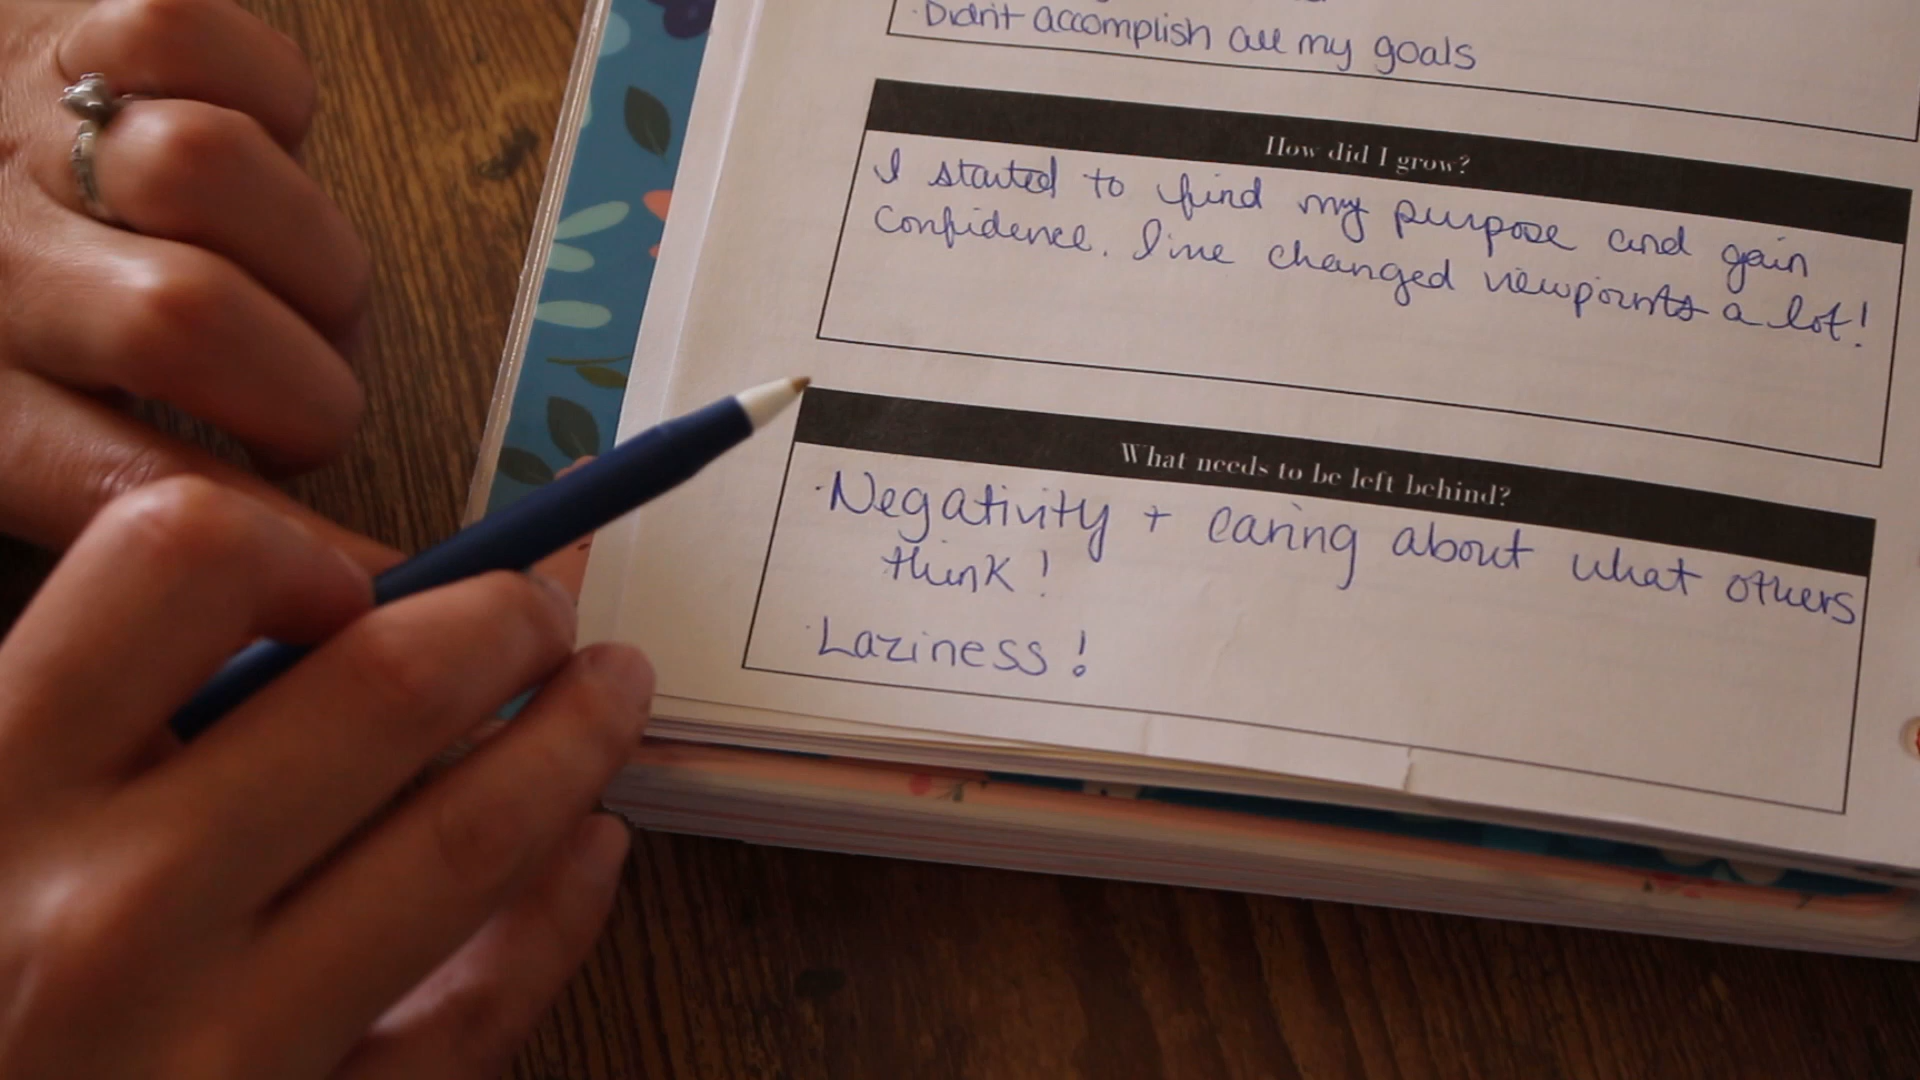 ·Didn't accomplish all my goals
How did I grow?
I started to find my purpose and gain
confidence. I've changed viewpoints a lot!
What needs to be left behind?
·Negativity + caring about what others
think!
·Laziness!